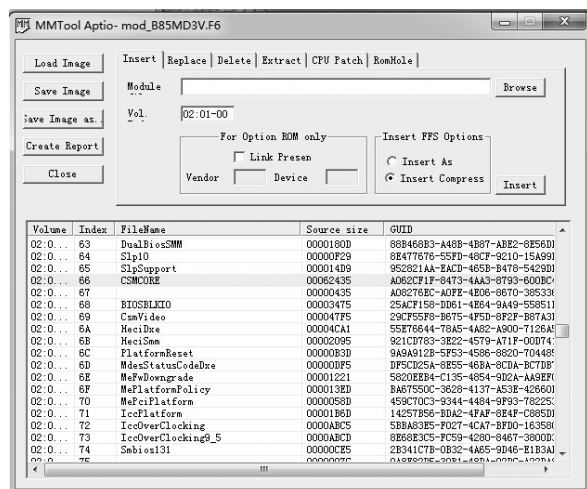 MMTool Aptio- mod_B85MD3V.F6
Load Image
Save Image
Save Image as..
Create Report
Close
Insert Replace Delete Extract CPU Patch RomHole
Module
Browse
Vol.
02:01-00
For Option ROM only
Link Presen
Vendor Device
Insert FFS Options
Insert As
Insert Compress
Insert
Volume Index FileName Source size GUID
02:0... 63 DualBiosSMM 0000180D 88B468B3-A48B-4B87-ABE2-8E56DI
02:0... 64 Slp10 00000F29 8E477676-55FD-48CF-9210-15A99
02:0... 65 SlpSupport 000014D9 952821AA-EACD-465B-B478-5429DI
02:0... 66 CSMCORE 00062435 A062CF1F-8473-4AA3-8793-600BC
02:0... 67 00000435 A08276EC-A0FE-4E06-8670-38533
02:0... 68 BIOSBLKIO 00003475 25ACF158-DD61-4E64-9A49-55851
02:0... 69 CsmVideo 000047F5 29CF55F8-B675-4F5D-8F2F-B87A3
02:0... 6A HeciDxe 00004CA1 55E76644-78A5-4A82-A900-7126A
02:0... 6B HeciSmm 00002095 921CD783-3E22-4579-A71F-00D74
02:0... 6C PlatformReset 00000B3D 9A9A912B-5F53-4586-8820-70448
02:0... 6D MdesStatusCodeDxe 00000DF5 DF5CD25A-8E55-46BA-8CDA-BC7DB
02:0... 6E MeFwDowngrade 00001221 5820EEB4-C135-4854-9D2A-AA9EF
02:0... 6F MePlatformPolicy 000013ED BA67550C-3628-4137-A53E-42660
02:0... 70 MePciPlatform 0000058D 459C70C3-9344-4484-9F93-78225
02:0... 71 IccPlatform 00001B6D 14257B56-BDA2-4FAF-8E4F-C885D
02:0... 72 IccOverClocking 0000ABC5 5BBA83E5-F027-4CA7-BFD0-16358
02:0... 73 IccOverClocking9_5 0000ABCD 8E68E3C5-FC59-4280-8467-3800D
02:0... 74 Smbios131 00000CE5 2B341C7B-0B32-4A65-9D46-E1B3A